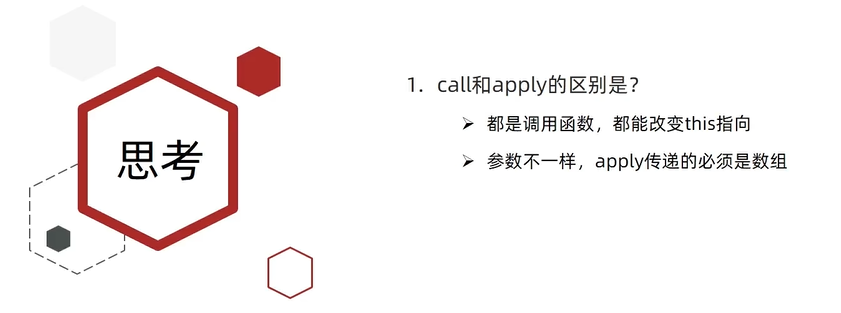 思考
1. call和apply的区别是？
都是调用函数，都能改变this指向
参数不一样，apply传递的必须是数组